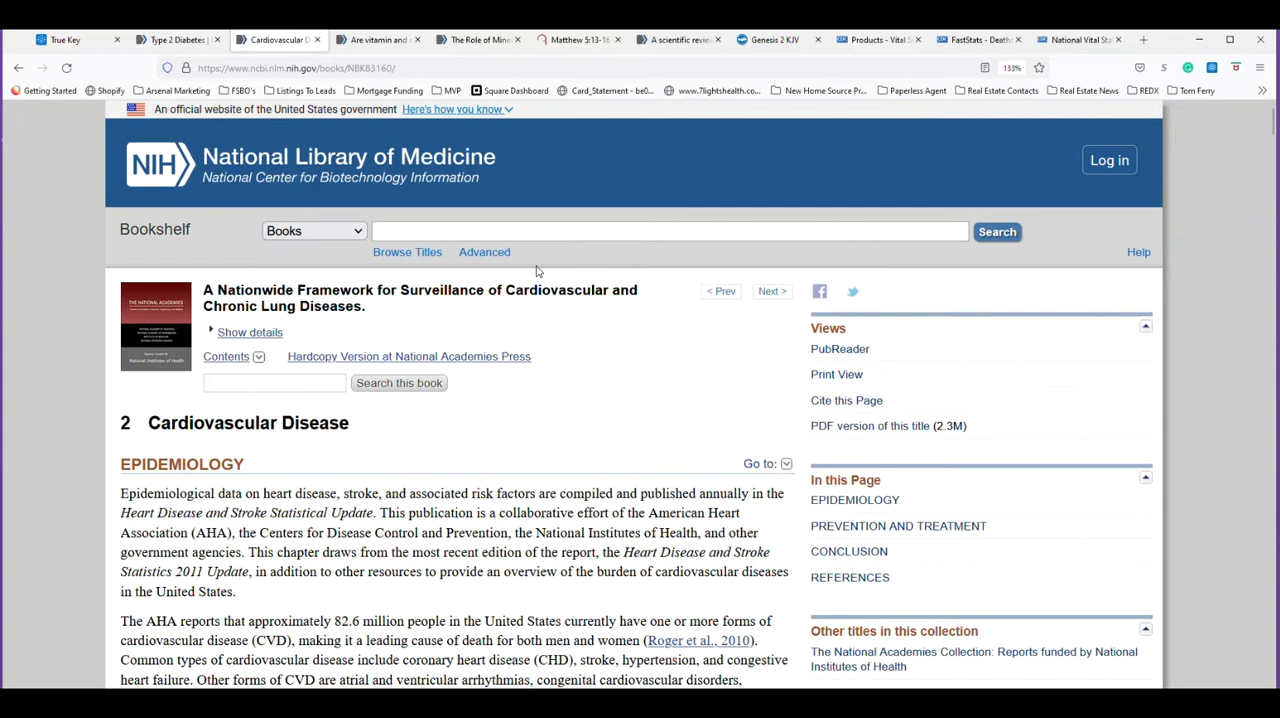 True Key
Type 2 Diabetes |
Cardiovascular D
Are vitamin and
The Role of Mine
Matthew 5:13-16
A scientific review
Genesis 2 KJV
Products - Vital S
FastStats - Deaths
National Vital Sta
https://www.ncbi.nlm.nih.gov/books/NBK83160/
133%
Getting Started
Shopify
Arsenal Marketing
FSBO's
Listings To Leads
Mortgage Funding
MVP
Square Dashboard
Card_Statement - be0...
www.7lightshealth.co...
New Home Source Pr...
Paperless Agent
Real Estate Contacts
Real Estate News
REDX
Tom Ferry
An official website of the United States government Here's how you know
NIH
National Library of Medicine
National Center for Biotechnology Information
Log in
Bookshelf
Books
Search
Browse Titles
Advanced
Help
THE NATIONAL ACADEMIES
A Nationwide Framework for Surveillance of Cardiovascular and
Chronic Lung Diseases.
< Prev
Next >
Show details
Contents
Hardcopy Version at National Academies Press
Search this book
2 Cardiovascular Disease
EPIDEMIOLOGY
Go to:
Epidemiological data on heart disease, stroke, and associated risk factors are compiled and published annually in the
Heart Disease and Stroke Statistical Update. This publication is a collaborative effort of the American Heart
Association (AHA), the Centers for Disease Control and Prevention, the National Institutes of Health, and other
government agencies. This chapter draws from the most recent edition of the report, the Heart Disease and Stroke
Statistics 2011 Update, in addition to other resources to provide an overview of the burden of cardiovascular diseases
in the United States.
The AHA reports that approximately 82.6 million people in the United States currently have one or more forms of
cardiovascular disease (CVD), making it a leading cause of death for both men and women (Roger et al., 2010).
Common types of cardiovascular disease include coronary heart disease (CHD), stroke, hypertension, and congestive
heart failure. Other forms of CVD are atrial and ventricular arrhythmias, congenital cardiovascular disorders,
Views
PubReader
Print View
Cite this Page
PDF version of this title (2.3M)
In this Page
EPIDEMIOLOGY
PREVENTION AND TREATMENT
CONCLUSION
REFERENCES
Other titles in this collection
The National Academies Collection: Reports funded by National
Institutes of Health